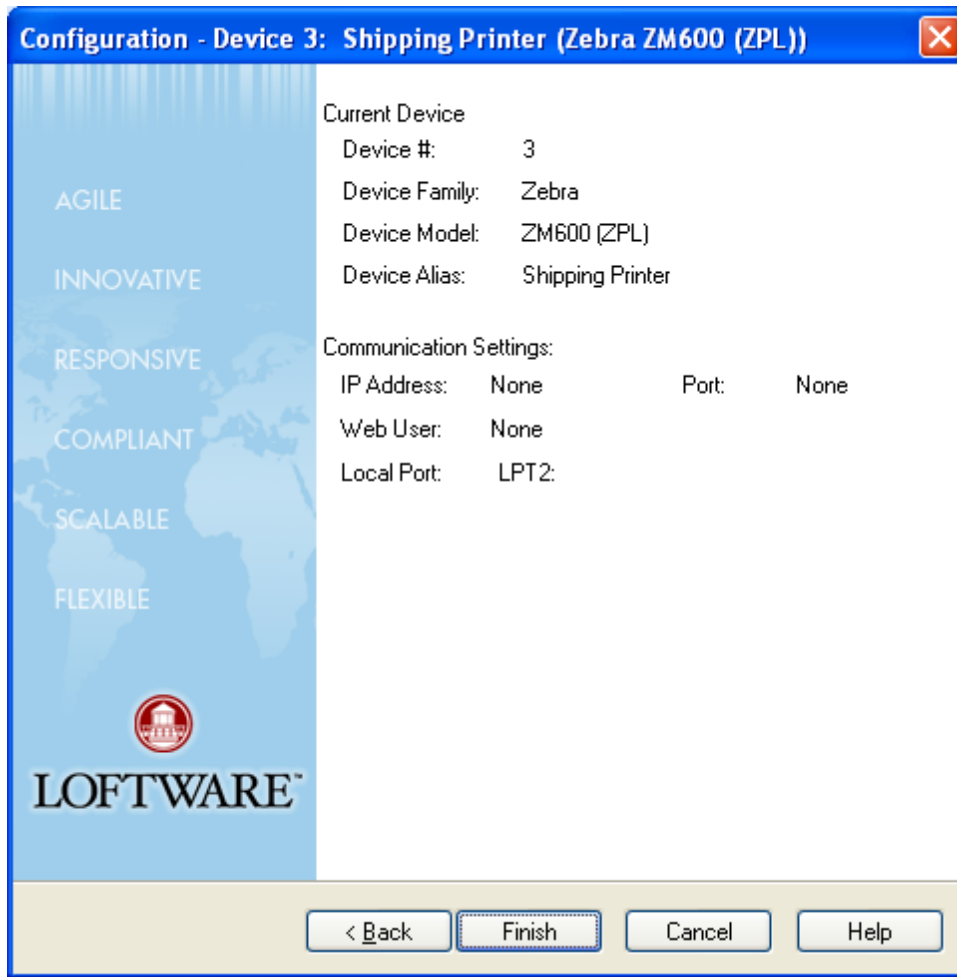 Configuration - Device 3: Shipping Printer (Zebra ZM600 (ZPL))
AGILE
INNOVATIVE
RESPONSIVE
COMPLIANT
SCALABLE
FLEXIBLE
LOFTWARE™
Current Device
Device #: 3
Device Family: Zebra
Device Model: ZM600 (ZPL)
Device Alias: Shipping Printer
Communication Settings:
IP Address: None Port: None
Web User: None
Local Port: LPT2:
< Back Finish Cancel Help